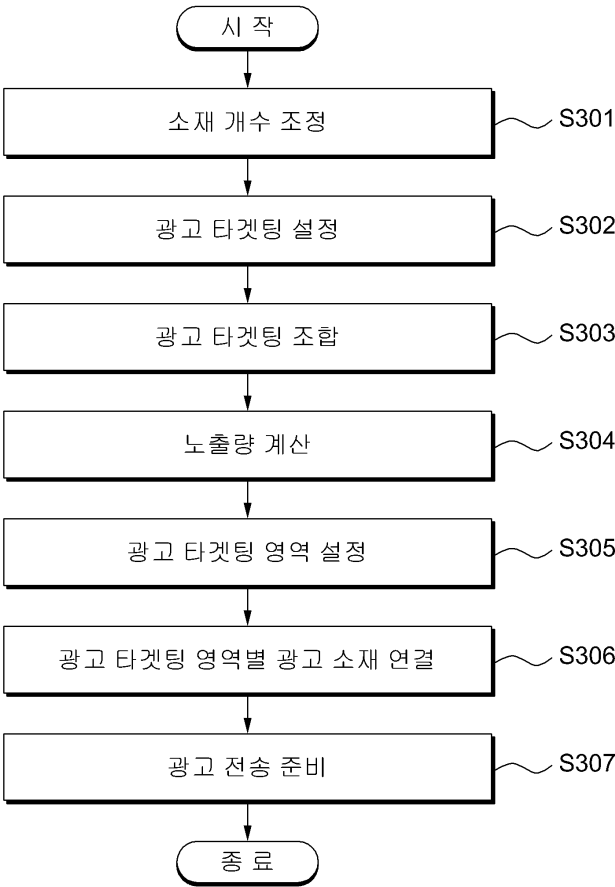 시 작
소재 개수 조정
S301
광고 타겟팅 설정
S302
광고 타겟팅 조합
S303
노출량 계산
S304
광고 타겟팅 영역 설정
S305
광고 타겟팅 영역별 광고 소재 연결
S306
광고 전송 준비
S307
종 료